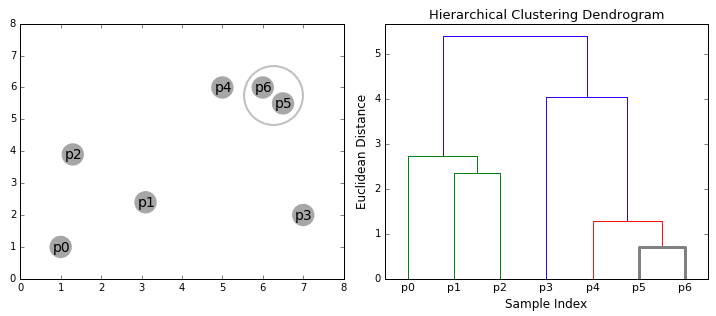 8
7
6
5
4
3
2
1
0
p4
p6
p5
p2
p1
p3
p0
0 1 2 3 4 5 6 7 8
Hierarchical Clustering Dendrogram
Euclidean Distance
5
4
3
2
1
0
p0 p1 p2 p3 p4 p5 p6
Sample Index